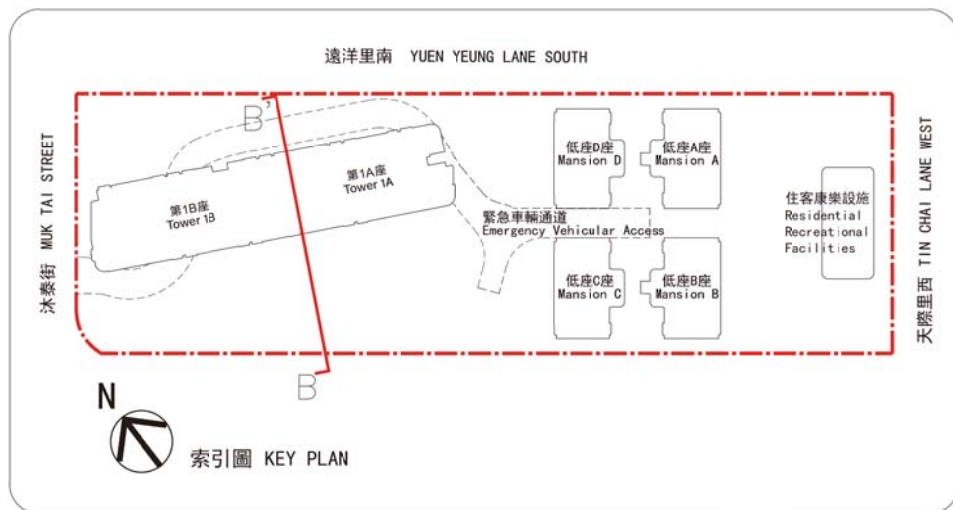 遠洋里南 YUEN YEUNG LANE SOUTH
沐泰街 MUK TAI STREET
B'
第1A座
Tower 1A
第1B座
Tower 1B
低座D座
Mansion D
低座A座
Mansion A
緊急車輛通道
Emergency Vehicular Access
低座C座
Mansion C
低座B座
Mansion B
住客康樂設施
Residential
Recreational
Facilities
天際里西 TIN CHAI LANE WEST
B
N
索引圖 KEY PLAN